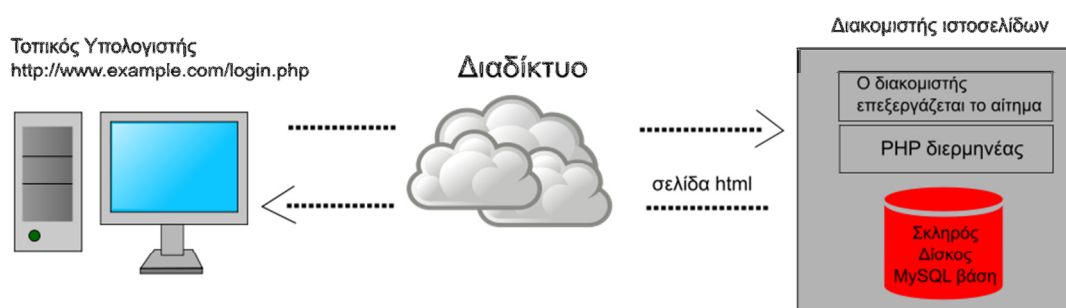 Τοπικός Υπολογιστής
http://www.example.com/login.php
Διαδίκτυο
σελίδα html
Διακομιστής ιστοσελίδων
Ο διακομιστής
επεξεργάζεται το αίτημα
PHP διερμηνέας
Σκληρός
Δίσκος
MySQL βάση